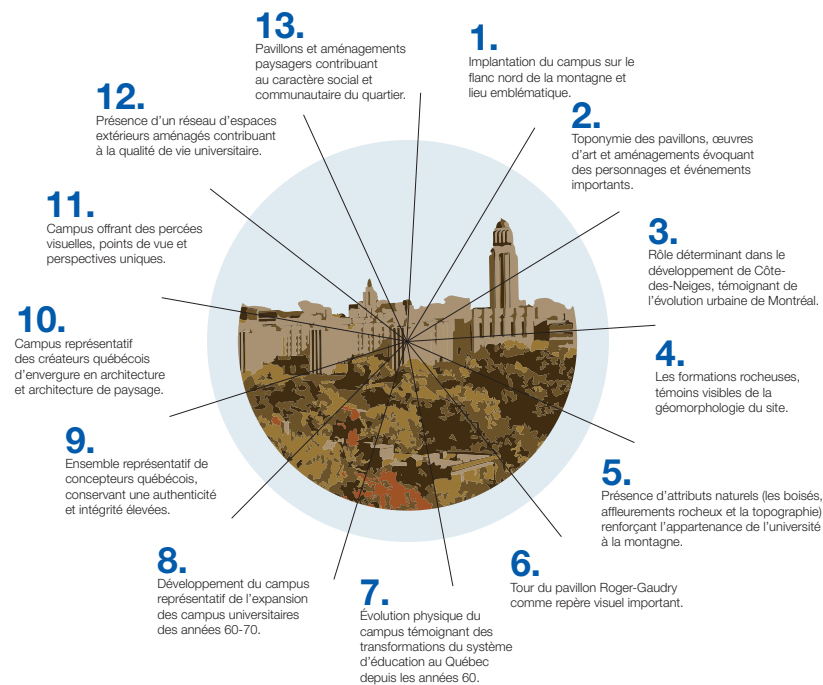 1.
Implantation du campus sur le
flanc nord de la montagne et
lieu emblématique.
2.
Toponymie des pavillons, œuvres
d'art et aménagements évoquant
des personnages et événements
importants.
3.
Rôle déterminant dans le
développement de Côte-
des-Neiges, témoignant de
l'évolution urbaine de Montréal.
4.
Les formations rocheuses,
témoins visibles de la
géomorphologie du site.
5.
Présence d'attributs naturels (les boisés,
affleurements rocheux et la topographie)
renforçant l'appartenance de l'université
à la montagne.
6.
Tour du pavillon Roger-Gaudry
comme repère visuel important.
7.
Évolution physique du
campus témoignant des
transformations du système
d'éducation au Québec
depuis les années 60.
8.
Développement du campus
représentatif de l'expansion
des campus universitaires
des années 60-70.
9.
Ensemble représentatif de
concepteurs québécois,
conservant une authenticité
et intégrité élevées.
10.
Campus représentatif
des créateurs québécois
d'envergure en architecture
et architecture de paysage.
11.
Campus offrant des percées
visuelles, points de vue et
perspectives uniques.
12.
Présence d'un réseau d'espaces
extérieurs aménagés contribuant
à la qualité de vie universitaire.
13.
Pavillons et aménagements
paysagers contribuant
au caractère social et
communautaire du quartier.